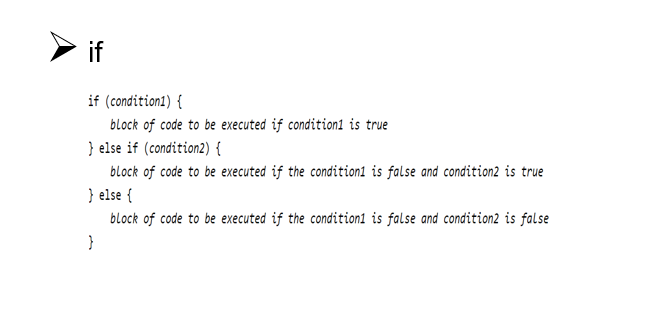 if
if (condition1) {
block of code to be executed if condition1 is true
} else if (condition2) {
block of code to be executed if the condition1 is false and condition2 is true
} else {
block of code to be executed if the condition1 is false and condition2 is false
}